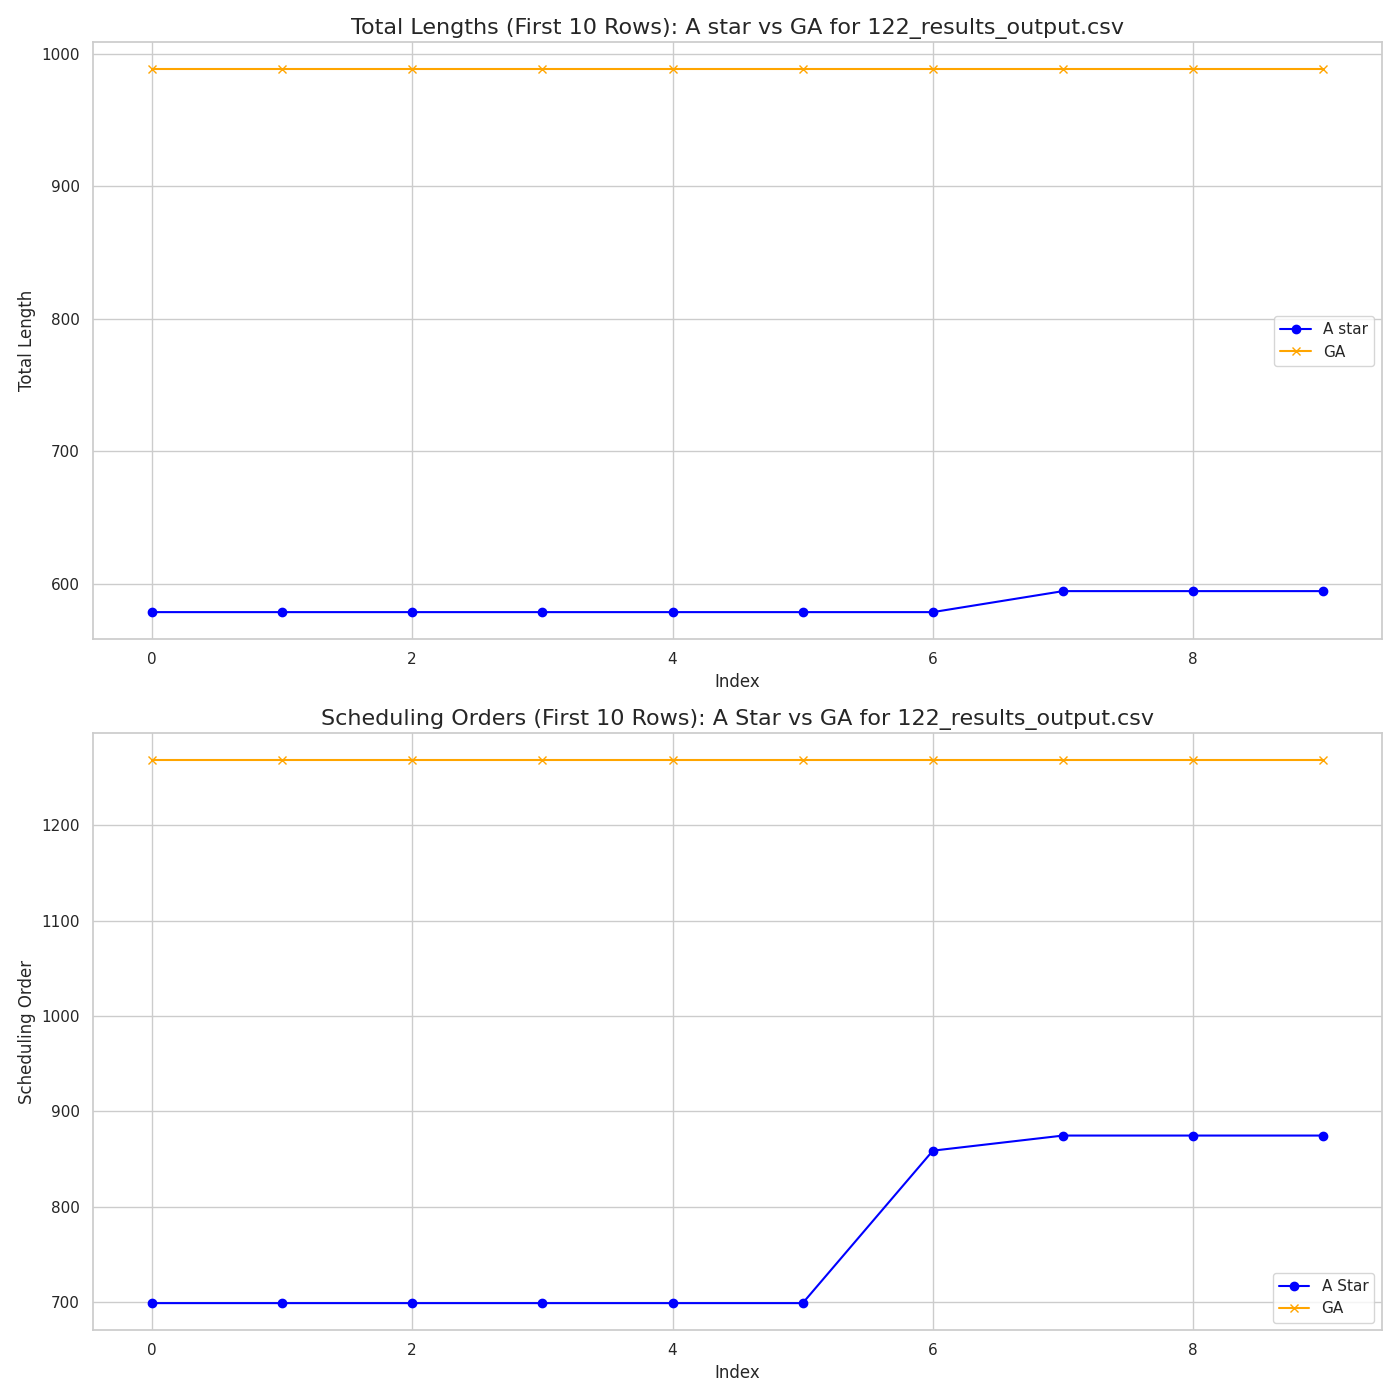 Total Lengths (First 10 Rows): A star vs GA for 122_results_output.csv
1000
900
800
700
600
Total Length
A star
GA
0 2 4 6 8
Index
Scheduling Orders (First 10 Rows): A Star vs GA for 122_results_output.csv
1200
1100
1000
900
800
700
Scheduling Order
A Star
GA
0 2 4 6 8
Index